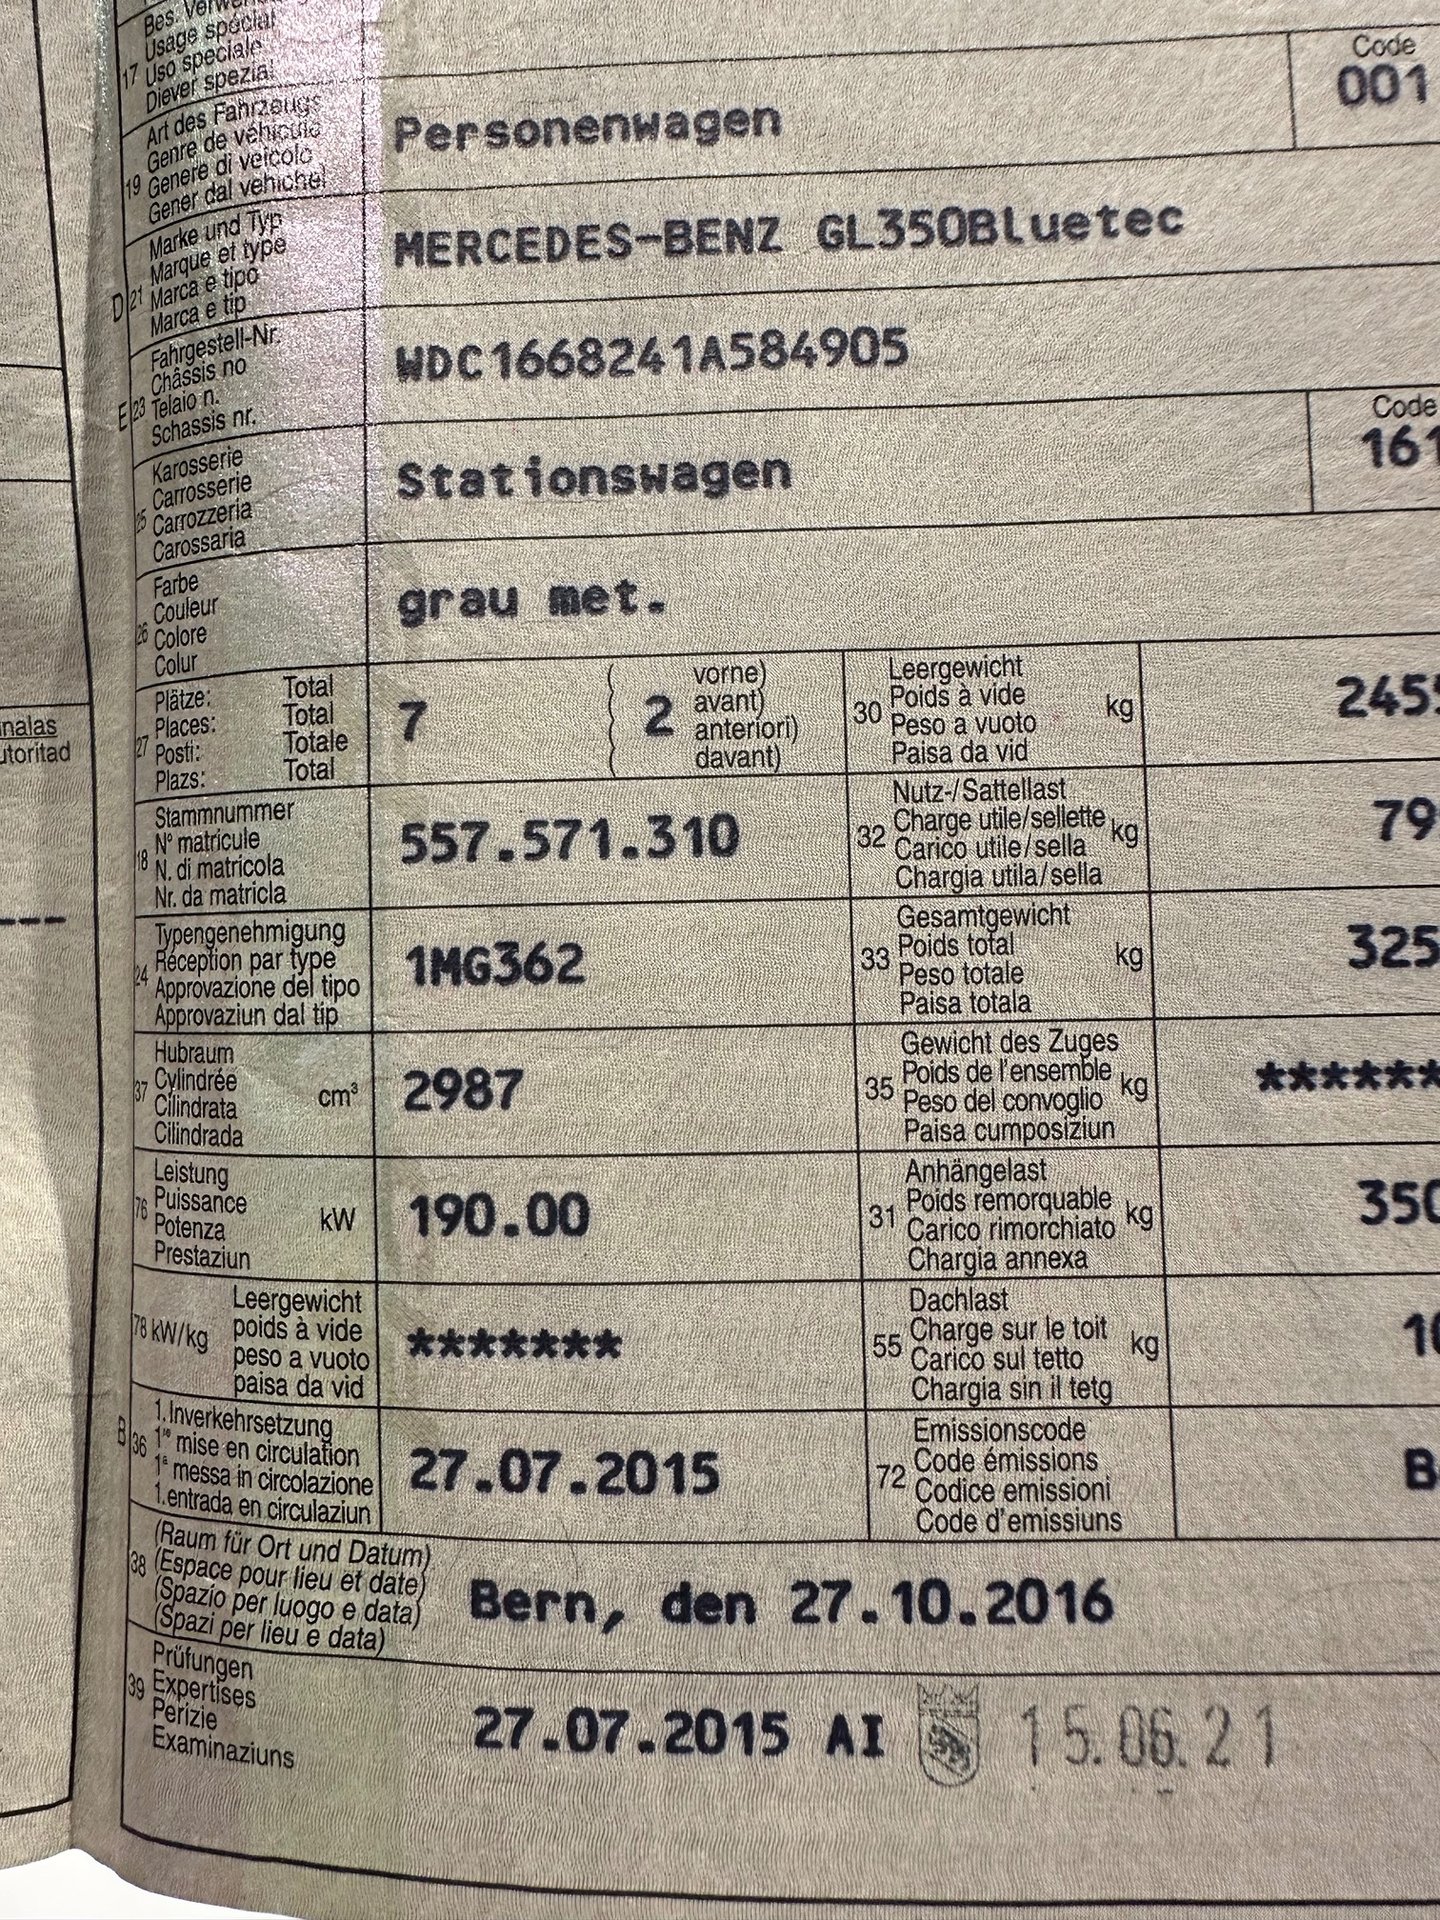 Bes. Verwen
17 Usage spécial
Uso speciale
Diever spezial
Art des Fahrzeugs
Genre de véhicule
19 Genere di veicolo
Gener dal vehichel
Personenwagen
Code
001
Marke und Typ
Marque et type
D 21 Marca e tipo
Marca e tip
MERCEDES-BENZ GL350Bluetec
Fahrgestell-Nr.
Châssis no
E 23 Telaio n.
Schassis nr.
WDC1668241A584905
Karosserie
Carrosserie
25 Carrozzeria
Carossaria
Stationswagen
Code
161
Farbe
Couleur
26 Colore
Colur
grau met.
Plätze: Total
Places: Total
27 Posti: Totale
Plazs: Total
7 ( 2 vorne)
avant)
anteriori)
davant)
Leergewicht
30 Poids à vide kg
Peso a vuoto
Paisa da vid
245
Stammnummer
N° matricule
18 N. di matricola
Nr. da matricla
557.571.310
Nutz-/Sattellast
32 Charge utile/sellette kg
Carico utile/sella
Chargia utila/sella
79
Typengenehmigung
Réception par type
24 Approvazione del tipo
Approvaziun dal tip
1MG362
Gesamtgewicht
33 Poids total kg
Peso totale
Paisa totala
325
Hubraum
37 Cylindrée cm³
Cilindrata
Cilindrada
2987
Gewicht des Zuges
35 Poids de l'ensemble kg
Peso del convoglio
Paisa cumposiziun
******
Leistung
76 Puissance kW
Potenza
Prestaziun
190.00
Anhängelast
31 Poids remorquable kg
Carico rimorchiato
Chargia annexa
350
Leergewicht
78 kW/kg poids à vide
peso a vuoto
paisa da vid
*******
Dachlast
55 Charge sur le toit kg
Carico sul tetto
Chargia sin il tetg
10
1. Inverkehrsetzung
B 36 1re mise en circulation
1a messa in circolazione
1. entrada en circulaziun
27.07.2015
Emissionscode
72 Code émissions
Codice emissioni
Code d'emissiuns
B
(Raum für Ort und Datum)
38 (Espace pour lieu et date)
(Spazio per luogo e data)
(Spazi per lieu e data)
Bern, den 27.10.2016
Prüfungen
39 Expertises
Perizie
Examinaziuns
27.07.2015 AI 15.06.21
nalas
utoritad
---